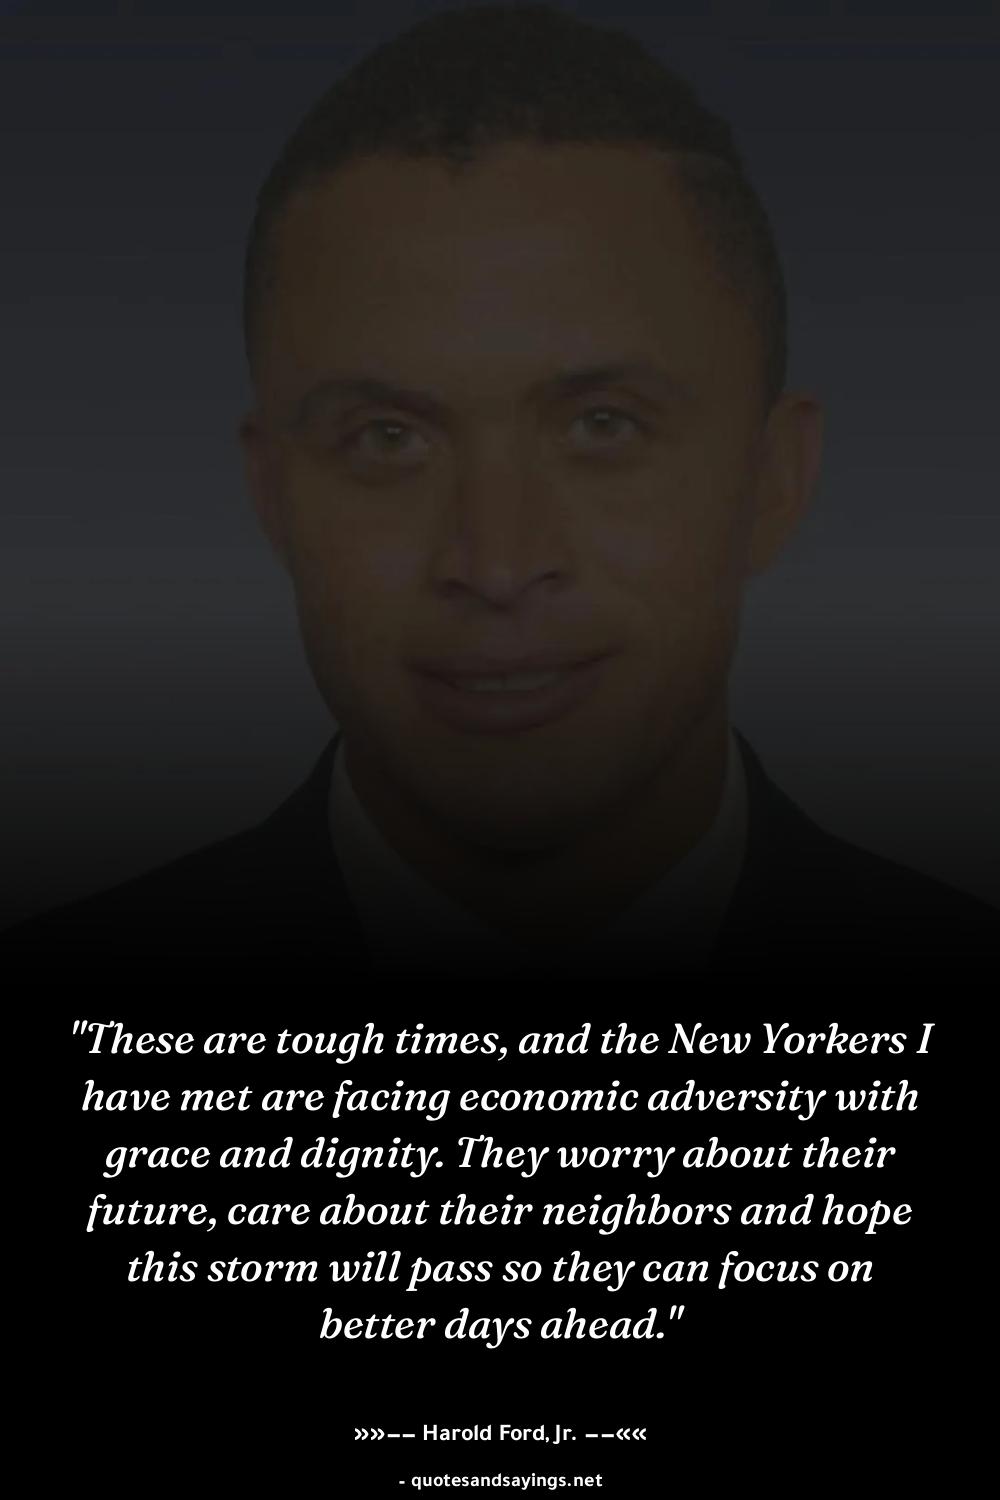 "These are tough times, and the New Yorkers I
have met are facing economic adversity with
grace and dignity. They worry about their
future, care about their neighbors and hope
this storm will pass so they can focus on
better days ahead."
»»−− Harold Ford, Jr. −−««
- quotesandsayings.net